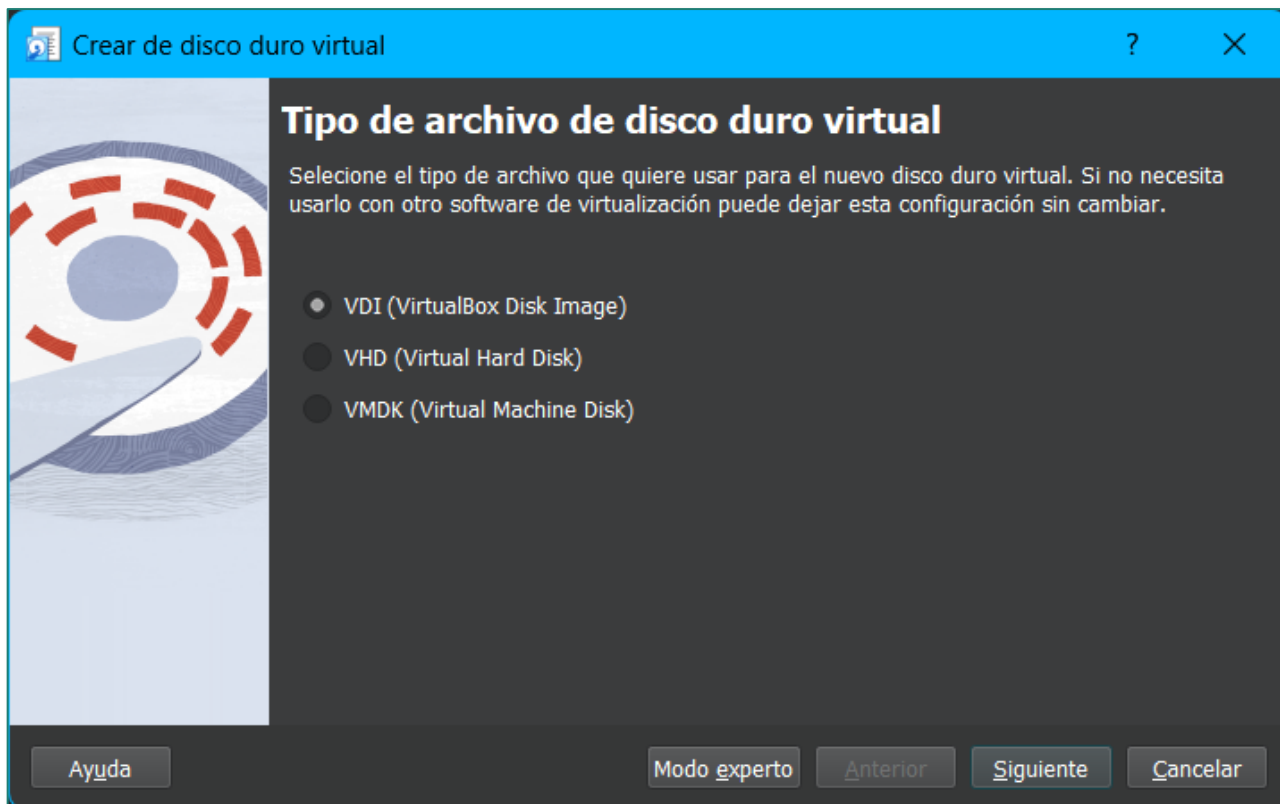 Crear de disco duro virtual
?
Tipo de archivo de disco duro virtual
Selecione el tipo de archivo que quiere usar para el nuevo disco duro virtual. Si no necesita
usarlo con otro software de virtualización puede dejar esta configuración sin cambiar.
VDI (VirtualBox Disk Image)
VHD (Virtual Hard Disk)
VMDK (Virtual Machine Disk)
Ayuda Modo experto Anterior Siguiente Cancelar